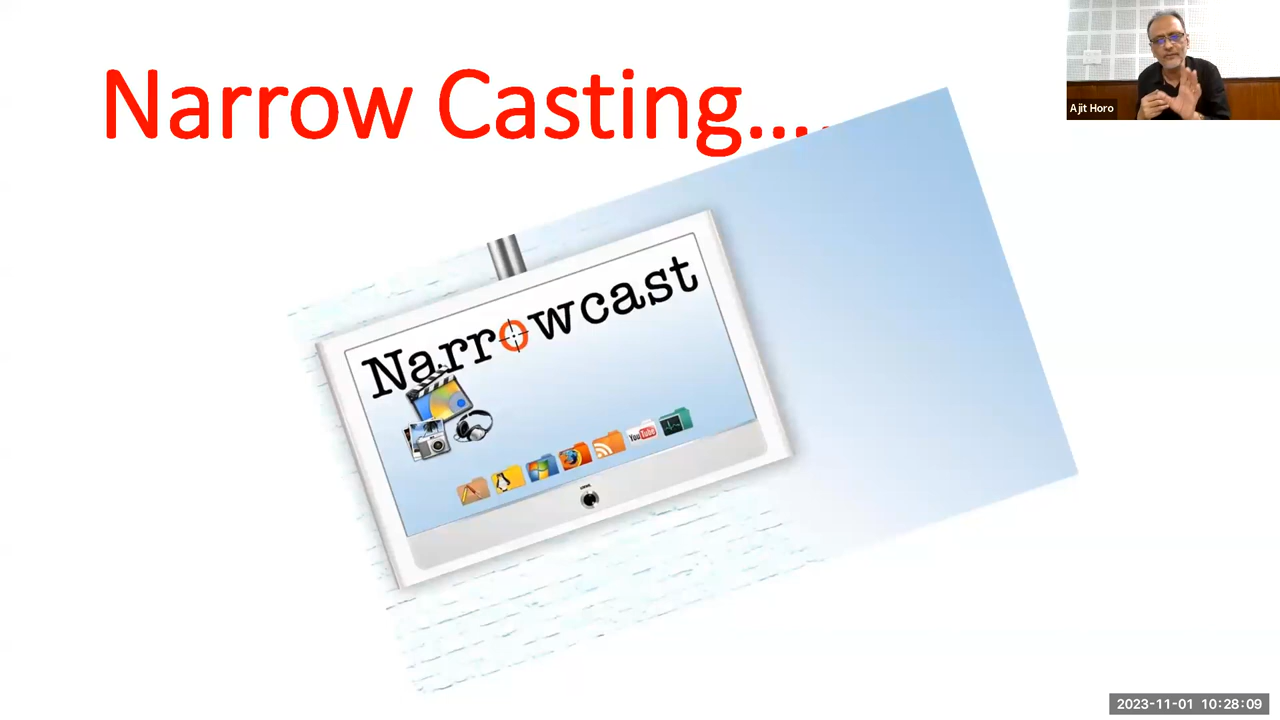 Narrow Casting.....
Ajit Horo
Narrowcast
YouTube
2023-11-01 10:28:09